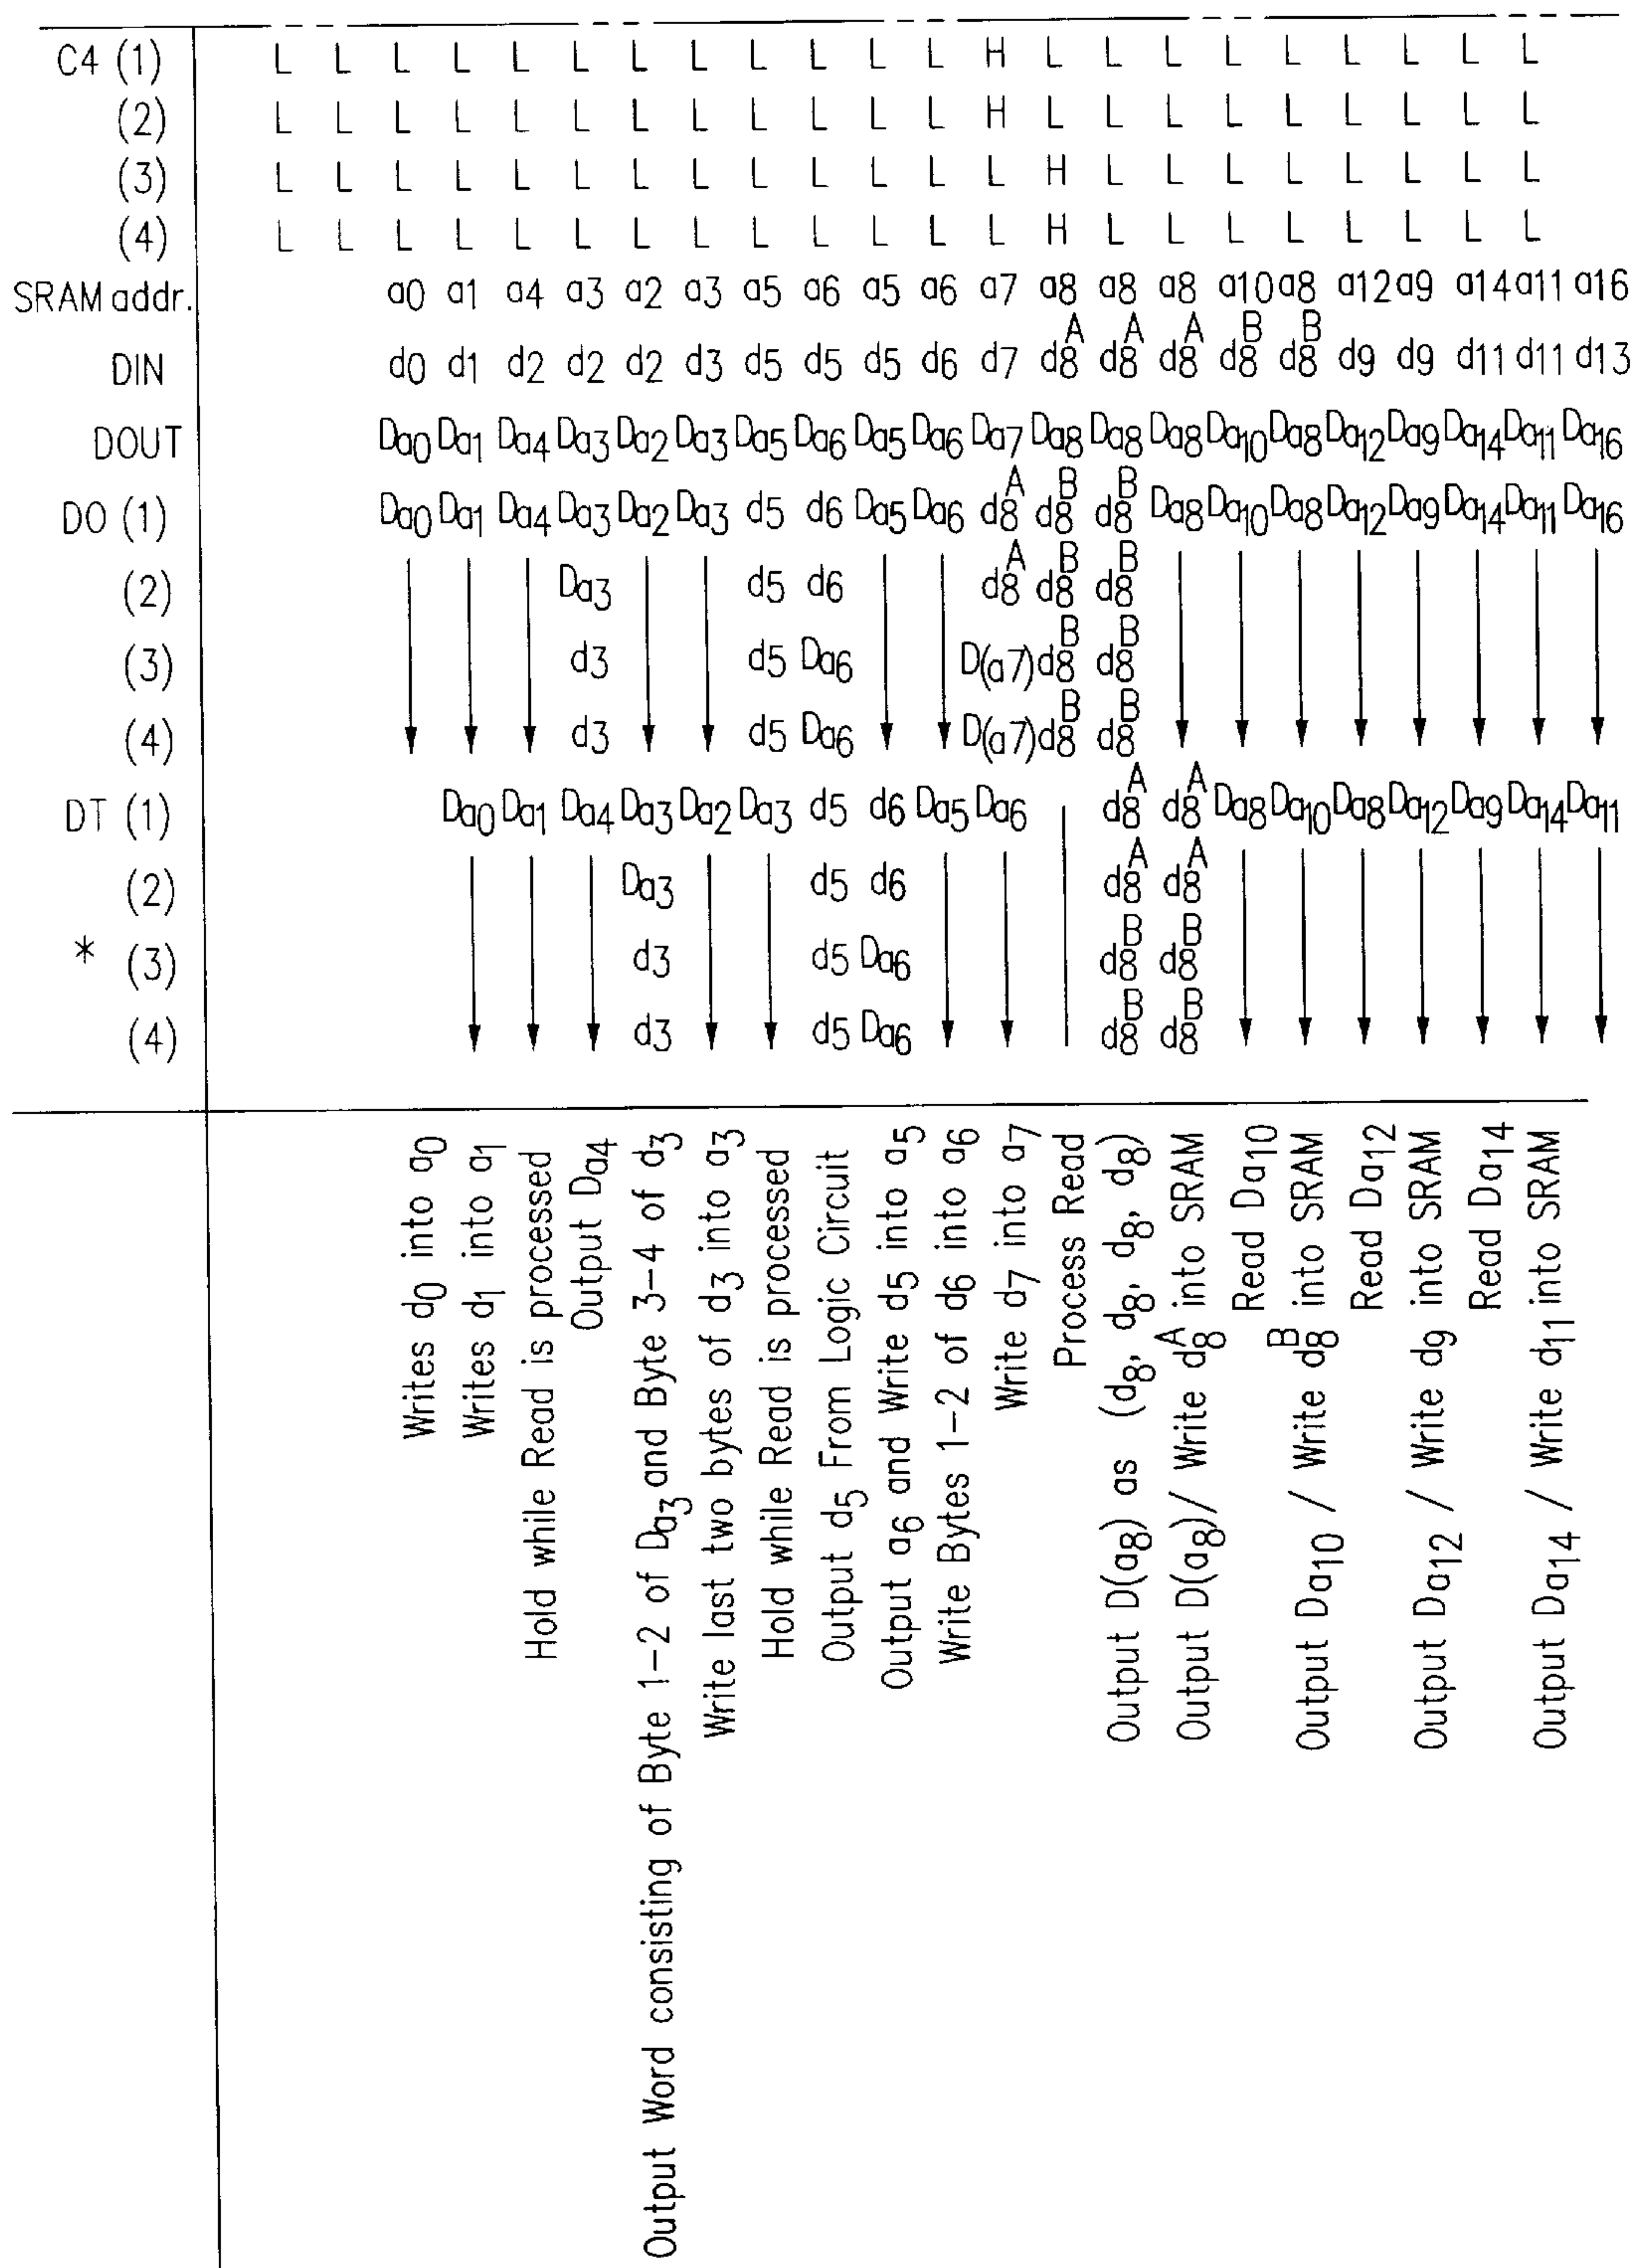 C4 (1) L L L L L L L L L L L L H L L L L L L L L L
(2) L L L L L L L L L L L L H L L L L L L L L L
(3) L L L L L L L L L L L L L H L L L L L L L L
(4) L L L L L L L L L L L L L H L L L L L L L L
SRAM addr. a0 a1 a4 a3 a2 a3 a5 a6 a5 a6 a7 a8 a8 a8 a10 a8 a12 a9 a14 a11 a16
DIN d0 d1 d2 d2 d2 d3 d5 d5 d5 d6 d7 d8^A d8^A d8^A d8^B d8^B d9 d9 d11 d11 d13
DOUT Da0 Da1 Da4 Da3 Da2 Da3 Da5 Da6 Da5 Da6 Da7 Da8 Da8 Da8 Da10 Da8 Da12 Da9 Da14 Da11 Da16
DO (1) Da0 Da1 Da4 Da3 Da2 Da3 d5 d6 Da5 Da6 d8^A d8^B d8^B Da8 Da10 Da8 Da12 Da9 Da14 Da11 Da16
(2) Da3 d5 d6 d8^A d8^B d8^B
(3) d3 d5 Da6 D(a7) d8^B d8^B
(4) d3 d5 Da6 D(a7) d8^B d8^B
DT (1) Da0 Da1 Da4 Da3 Da2 Da3 d5 d6 Da5 Da6 d8^A d8^A Da8 Da10 Da8 Da12 Da9 Da14 Da11
(2) Da3 d5 d6 d8^A d8^A
* (3) d3 d5 Da6 d8^B d8^B
(4) d3 d5 Da6 d8^B d8^B
Writes d0 into a0
Writes d1 into a1
Hold while Read is processed
Output Da4
Output Word consisting of Byte 1-2 of Da3 and Byte 3-4 of d3
Write last two bytes of d3 into a3
Hold while Read is processed
Output d5 From Logic Circuit
Output a6 and Write d5 into a5
Write Bytes 1-2 of d6 into a6
Write d7 into a7
Process Read
Output D(a8) as (d8, d8, d8, d8)
Output D(a8) / Write d8^A into SRAM
Read Da10
Output Da10 / Write d8^B into SRAM
Read Da12
Output Da12 / Write d9 into SRAM
Read Da14
Output Da14 / Write d11 into SRAM